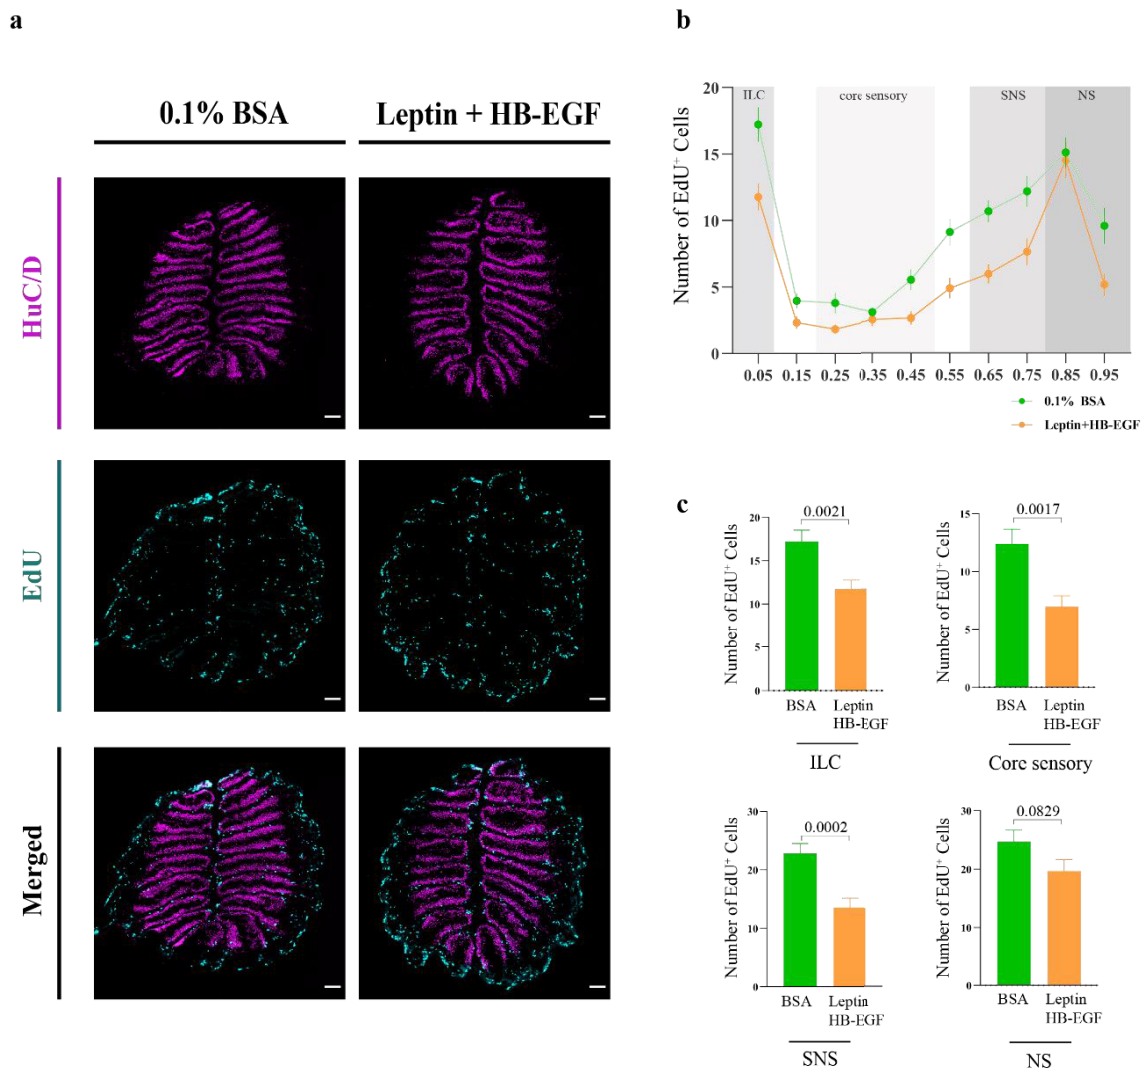 a
0.1% BSA
Leptin + HB-EGF
HuC/D
EdU
Merged
b
Number of EdU⁺ Cells
20
15
10
5
0
ILC
core sensory
SNS
NS
0.05 0.15 0.25 0.35 0.45 0.55 0.65 0.75 0.85 0.95
0.1% BSA
Leptin+HB-EGF
c
Number of EdU⁺ Cells
20
15
10
5
0
0.0021
BSA Leptin
HB-EGF
ILC
Number of EdU⁺ Cells
15
10
5
0
0.0017
BSA Leptin
HB-EGF
Core sensory
Number of EdU⁺ Cells
30
20
10
0
0.0002
BSA Leptin
HB-EGF
SNS
Number of EdU⁺ Cells
30
20
10
0
0.0829
BSA Leptin
HB-EGF
NS